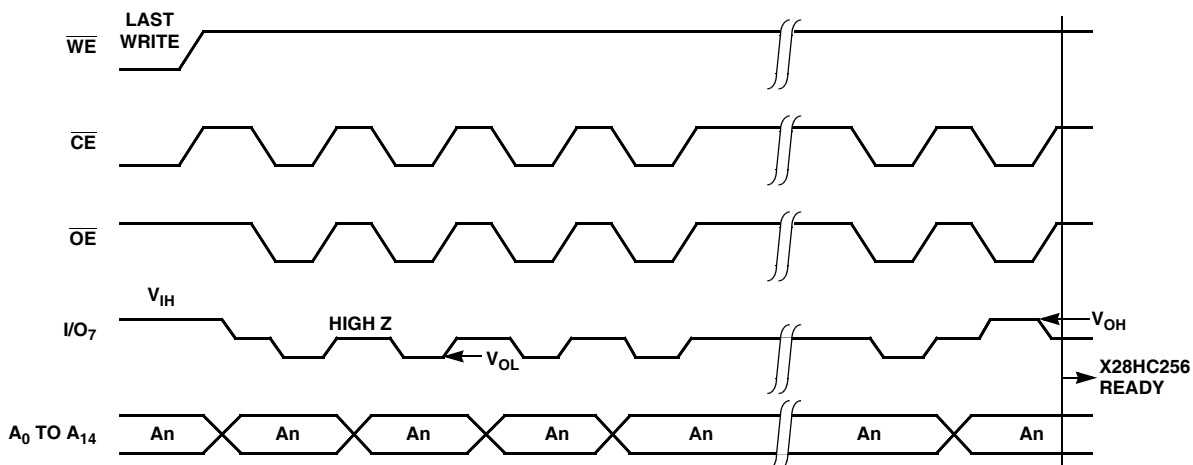 LAST
WRITE
WE
CE
OE
VIH
I/O7
HIGH Z
VOL
VOH
X28HC256
READY
A0 TO A14
An An An An An An An